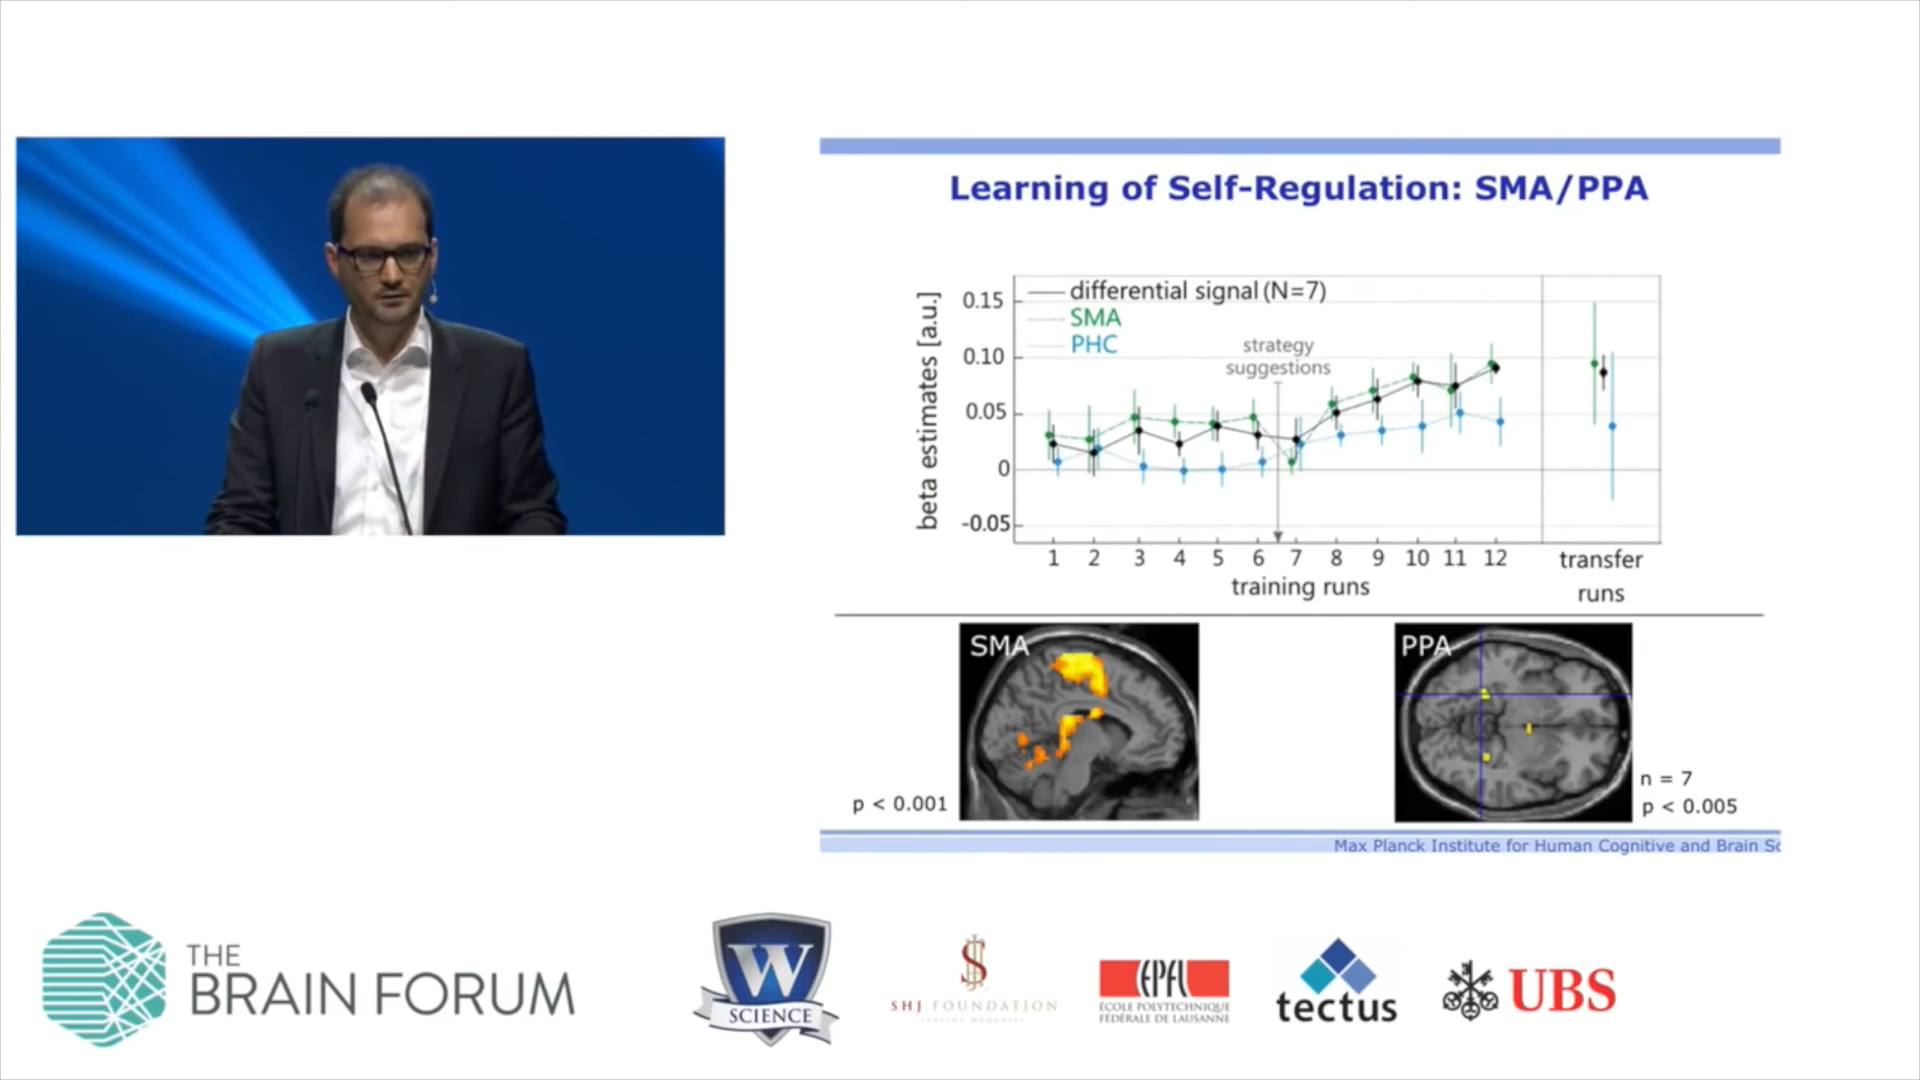 Learning of Self-Regulation: SMA/PPA
differential signal (N=7)
SMA
PHC
strategy
suggestions
beta estimates [a.u.]
0.15
0.10
0.05
0
-0.05
1 2 3 4 5 6 7 8 9 10 11 12
training runs
transfer
runs
SMA
p < 0.001
PPA
n = 7
p < 0.005
Max Planck Institute for Human Cognitive and Brain Sc
THE
BRAIN FORUM
W
SCIENCE
SHJ FOUNDATION
EPFL
ÉCOLE POLYTECHNIQUE
FÉDÉRALE DE LAUSANNE
tectus
UBS